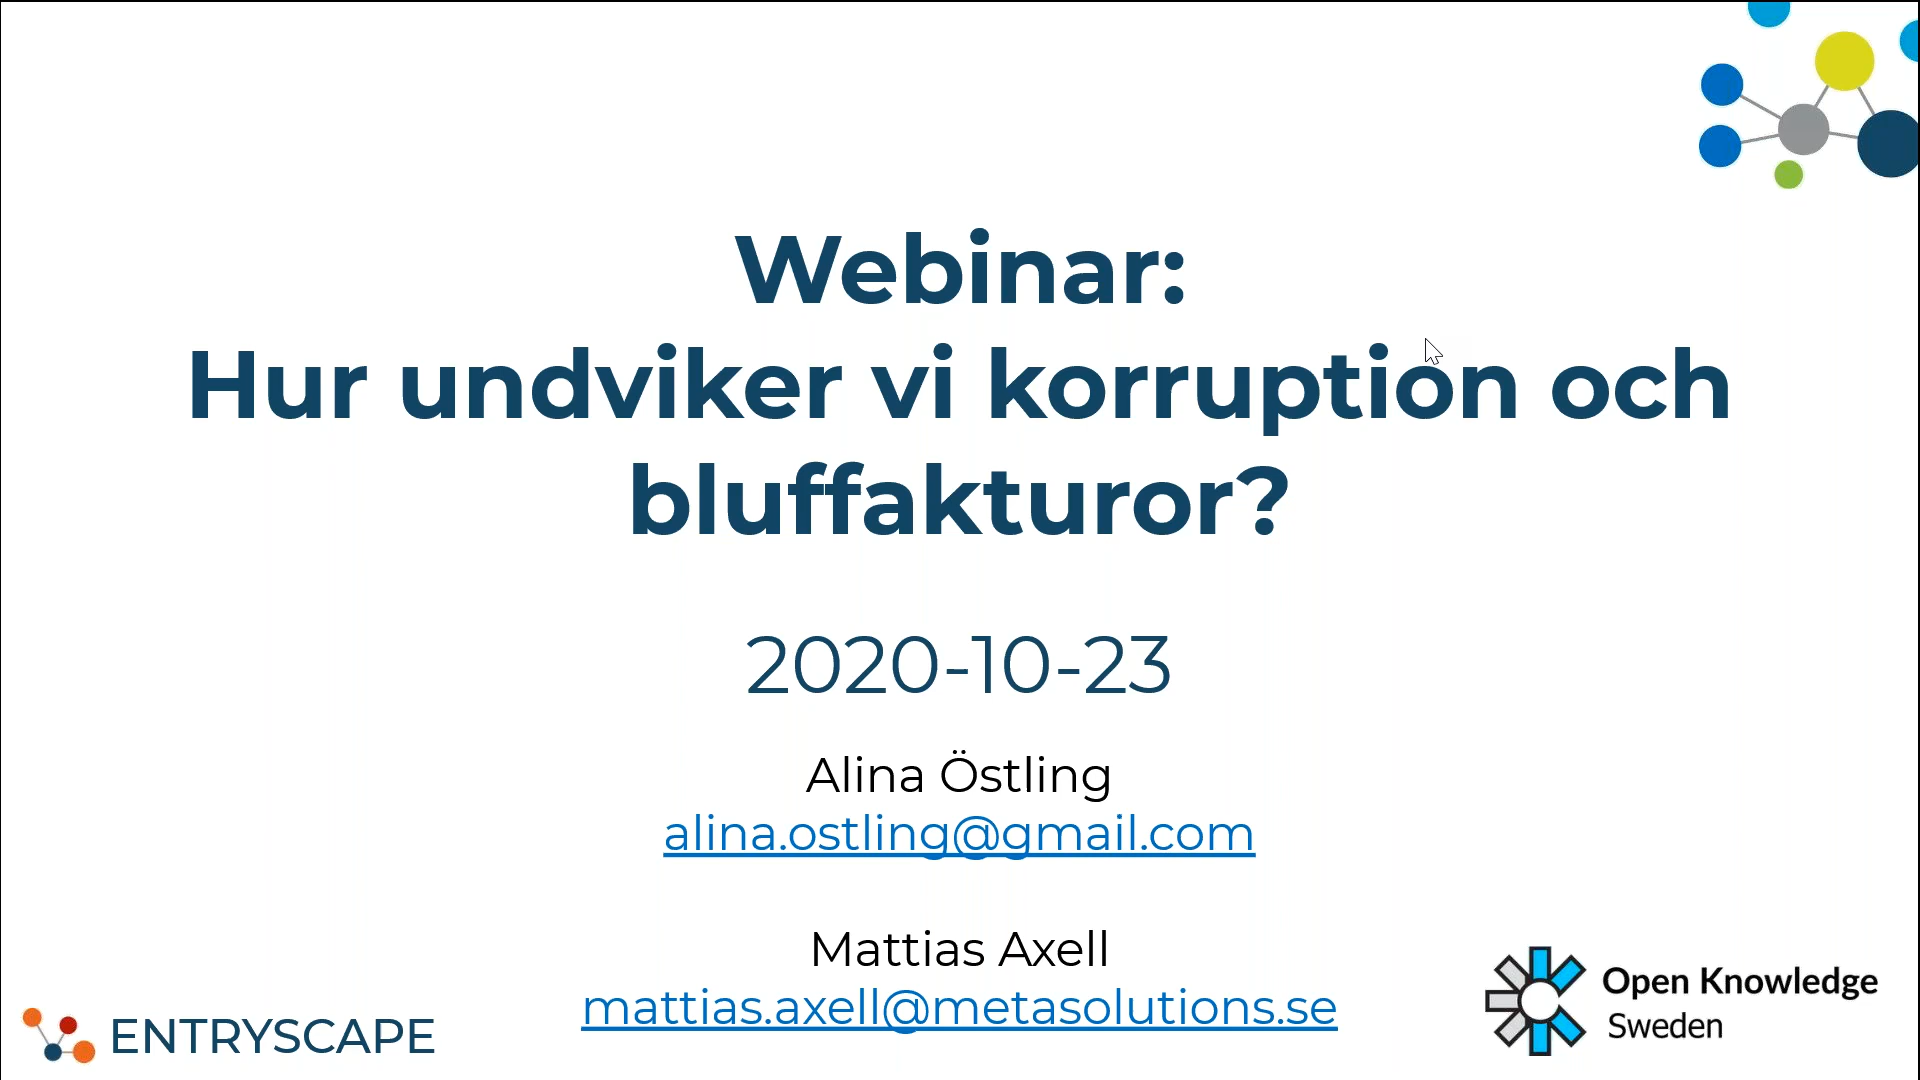 Webinar:
Hur undviker vi korruption och
bluffakturor?
2020-10-23
Alina Östling
alina.ostling@gmail.com
Mattias Axell
mattias.axell@metasolutions.se
ENTRYSCAPE
Open Knowledge
Sweden